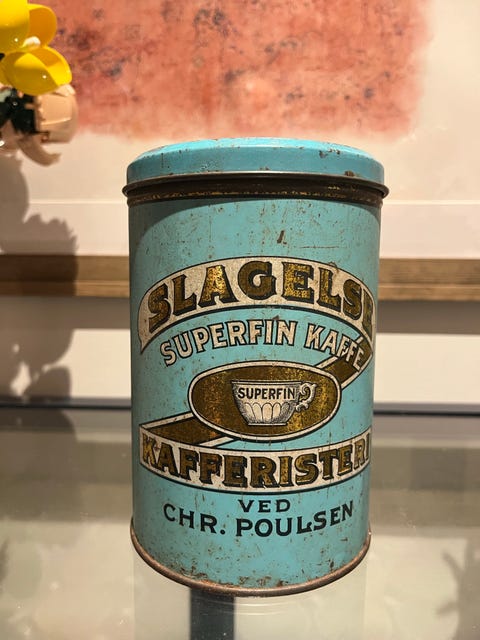 SLAGELSE
SUPERFIN KAFFE
SUPERFIN
KAFFERISTERI
VED
CHR. POULSEN